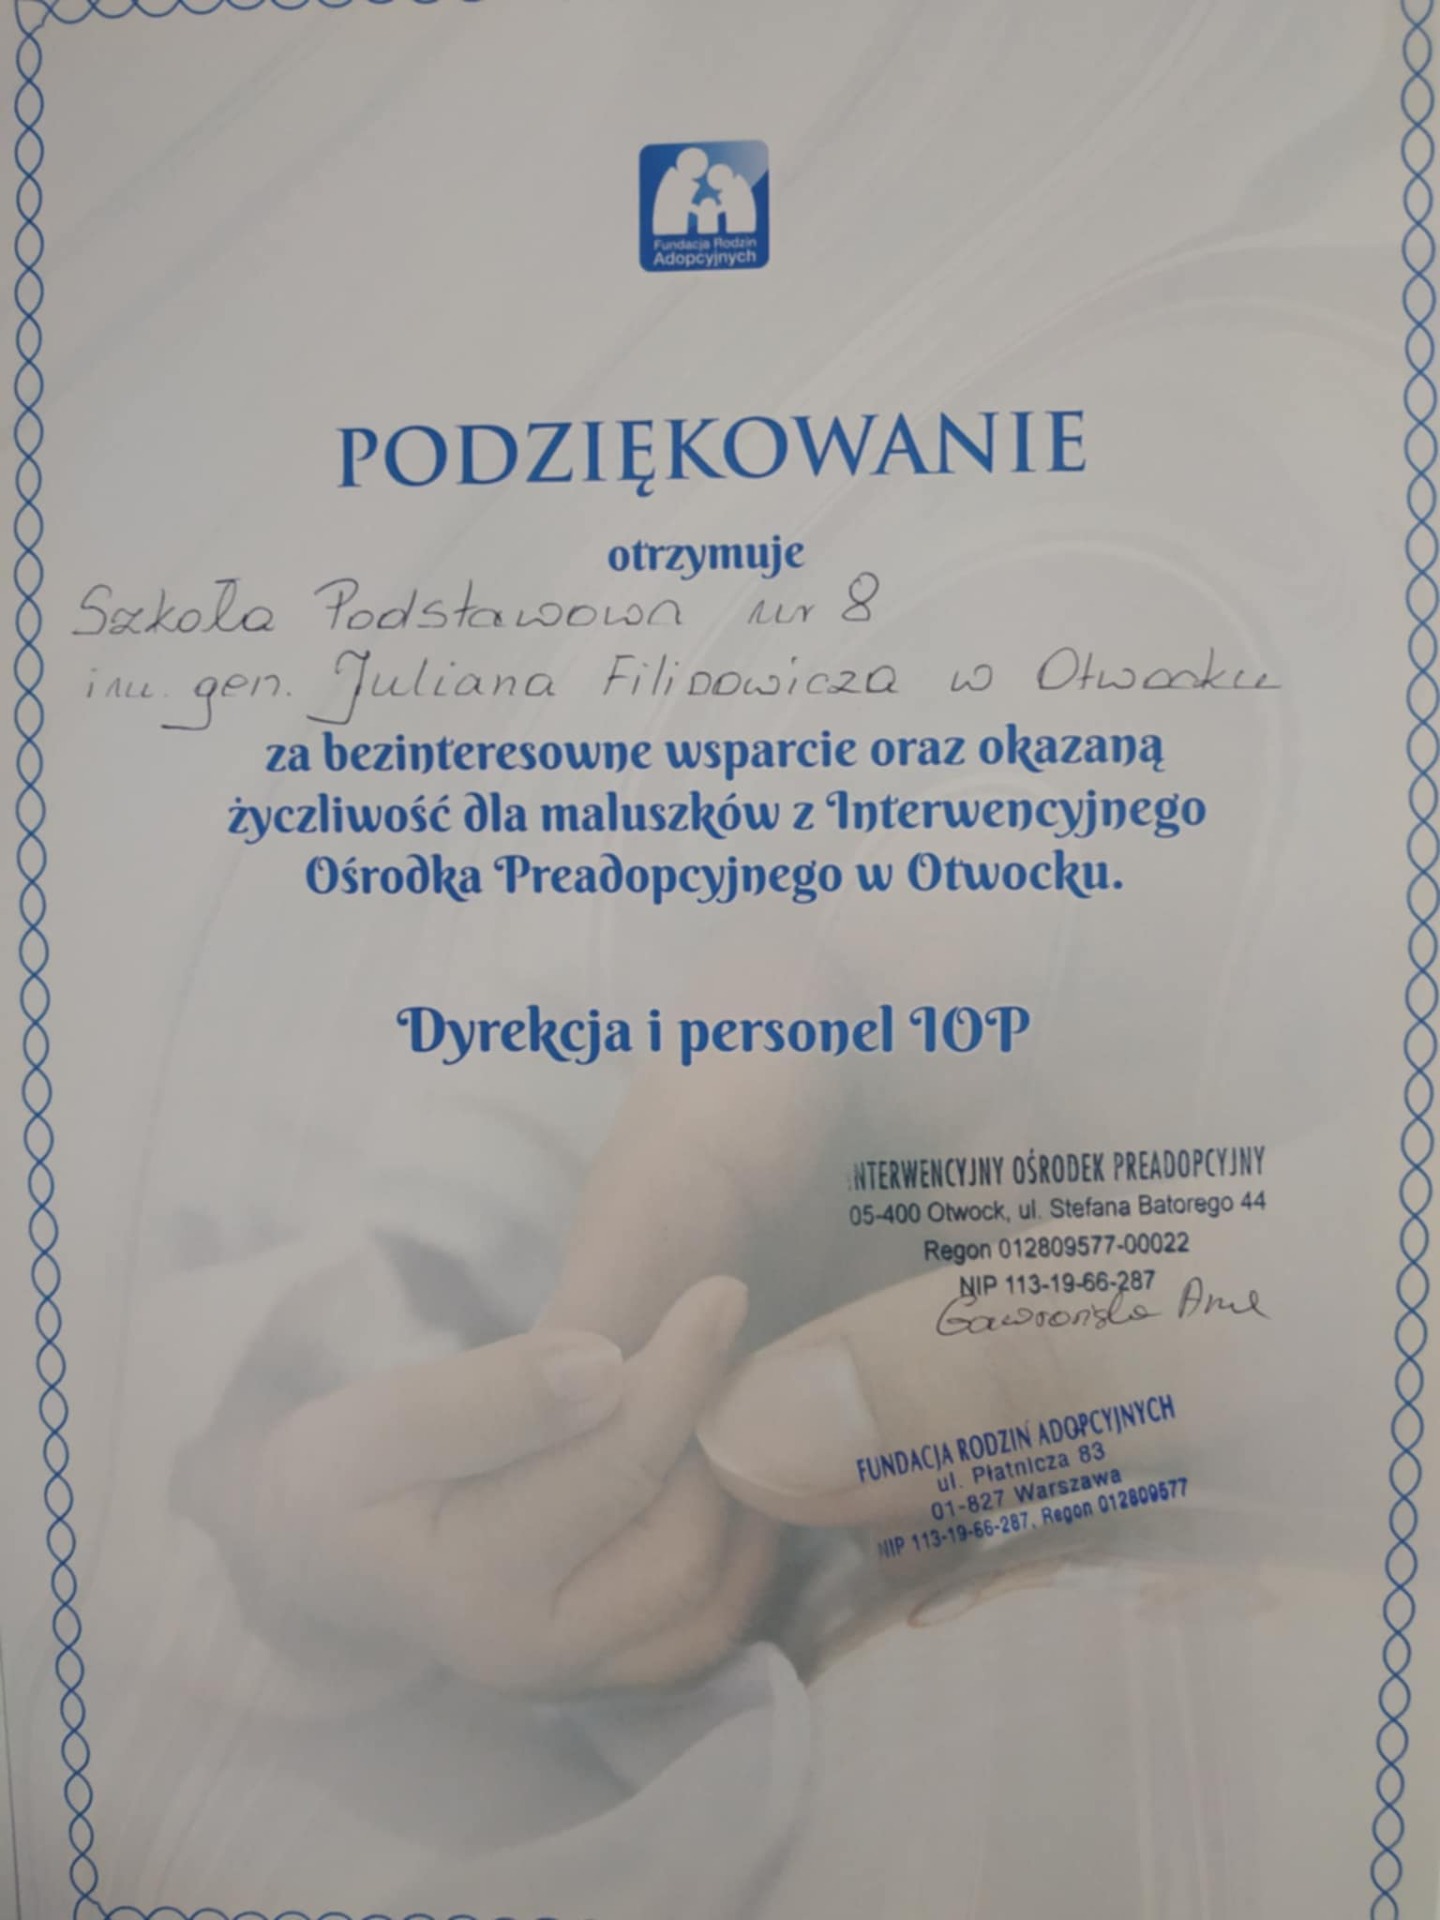 Fundacja Rodzin
Adopcyjnych
PODZIĘKOWANIE
otrzymuje
Szkoła Podstawowa nr 8
im. gen. Juliana Filipowicza w Otwocku
za bezinteresowne wsparcie oraz okazaną
życzliwość dla maluszków z Interwencyjnego
Ośrodka Preadopcyjnego w Otwocku.
Dyrekcja i personel IOP
INTERWENCYJNY OŚRODEK PREADOPCYJNY
05-400 Otwock, ul. Stefana Batorego 44
Regon 012809577-00022
NIP 113-19-66-287
Gawrońska
FUNDACJA RODZIN ADOPCYJNYCH
ul. Płatnicza 83
01-827 Warszawa
NIP 113-19-66-287, Regon 012809577